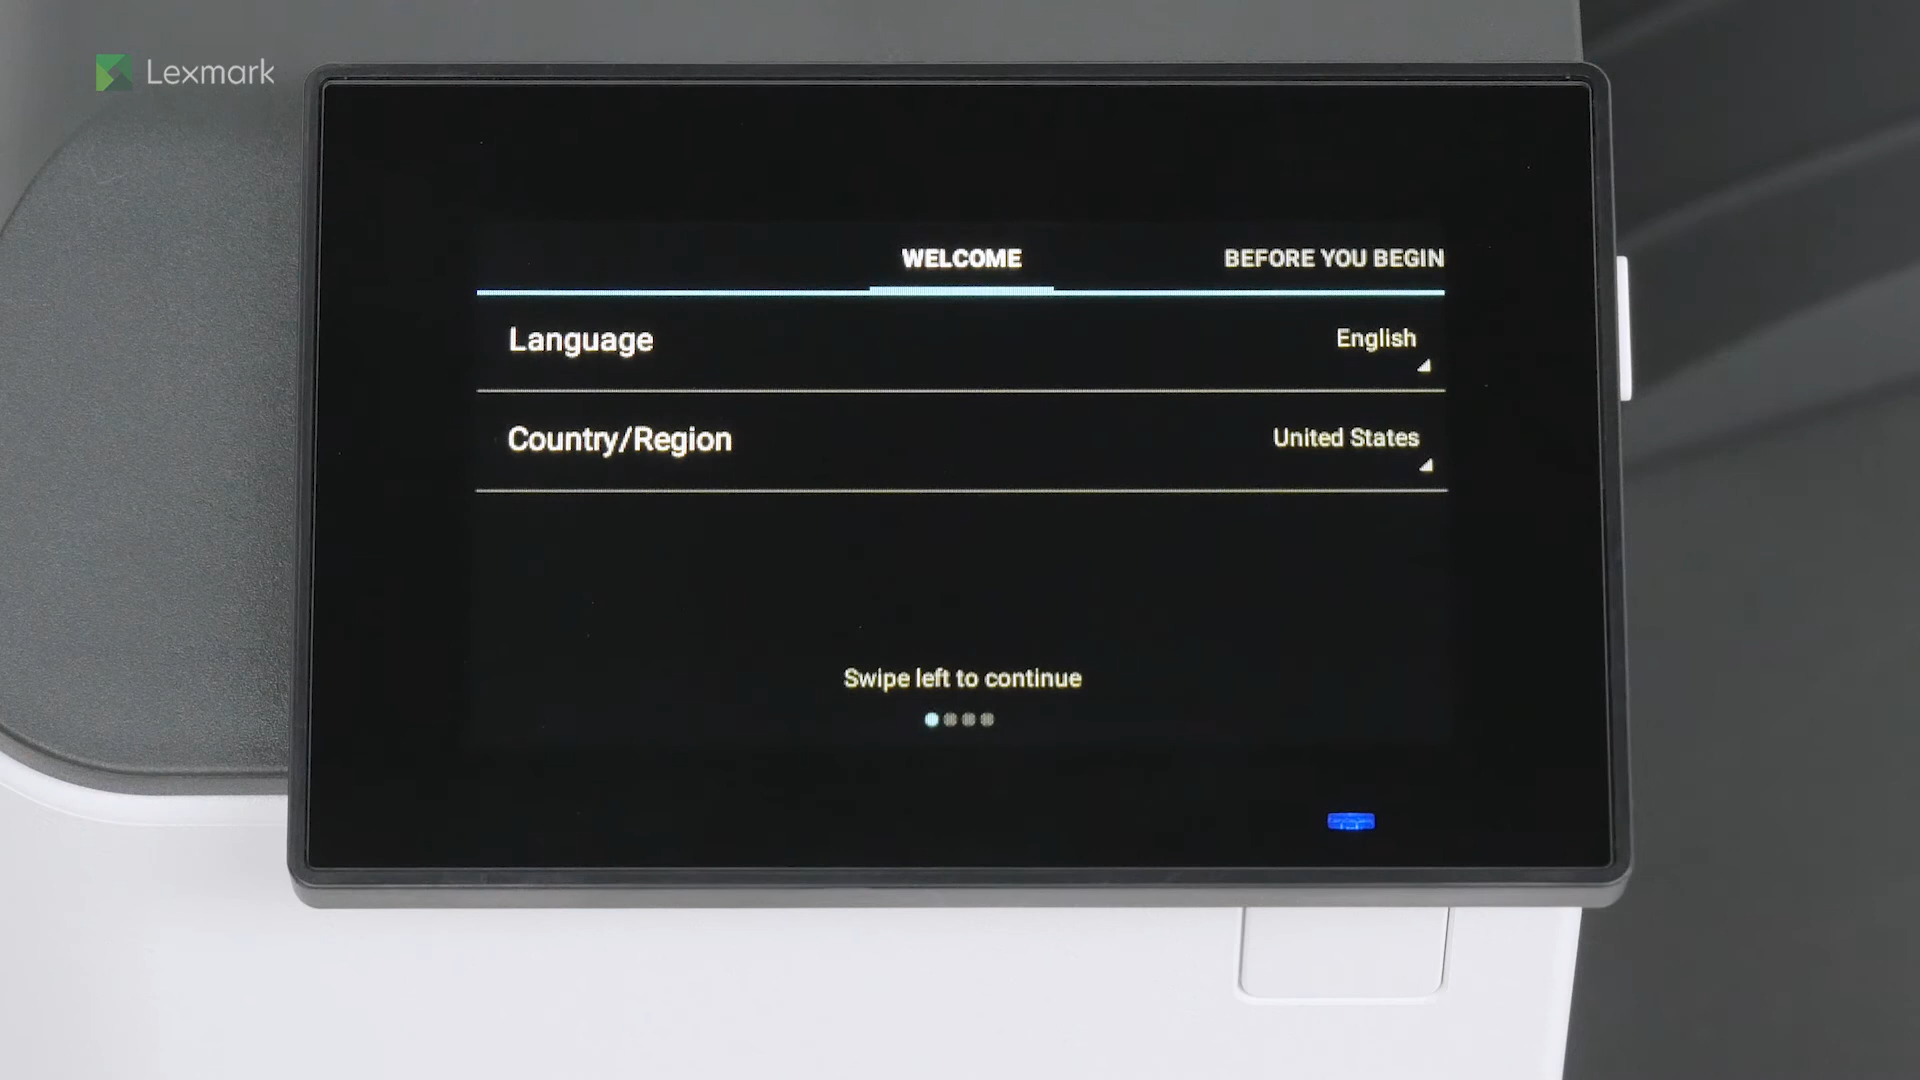 Lexmark
WELCOME
BEFORE YOU BEGIN
Language
English
Country/Region
United States
Swipe left to continue